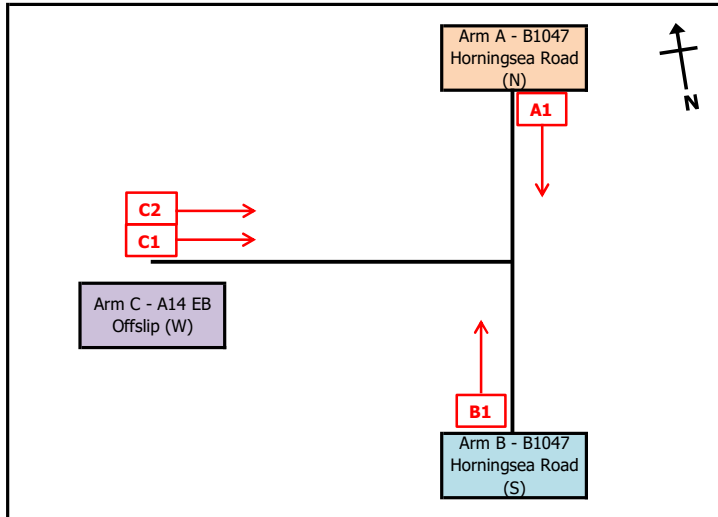 Arm A - B1047
Horningsea Road
(N)
N
A1
C2
C1
Arm C - A14 EB
Offslip (W)
B1
Arm B - B1047
Horningsea Road
(S)